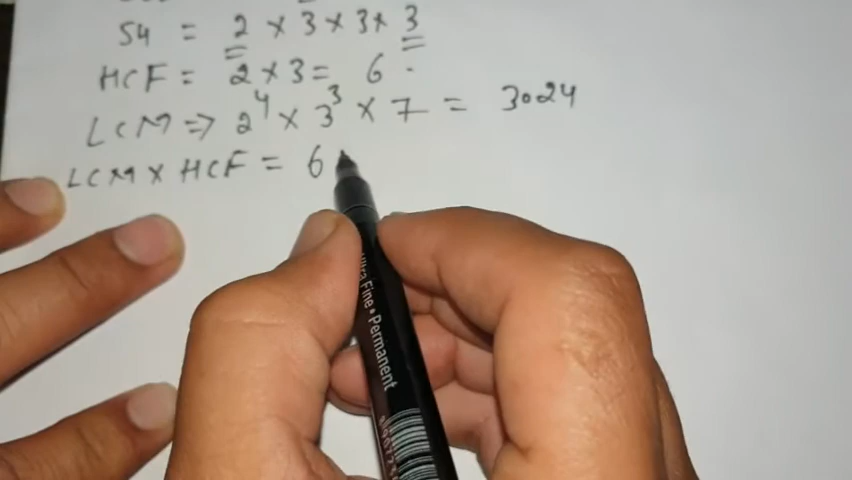 54 = 2 × 3 × 3 × 3
HCF = 2 × 3 = 6
LCM => 2⁴ × 3³ × 7 = 3024
LCM × HCF = 6
Ultra Fine • Permanent